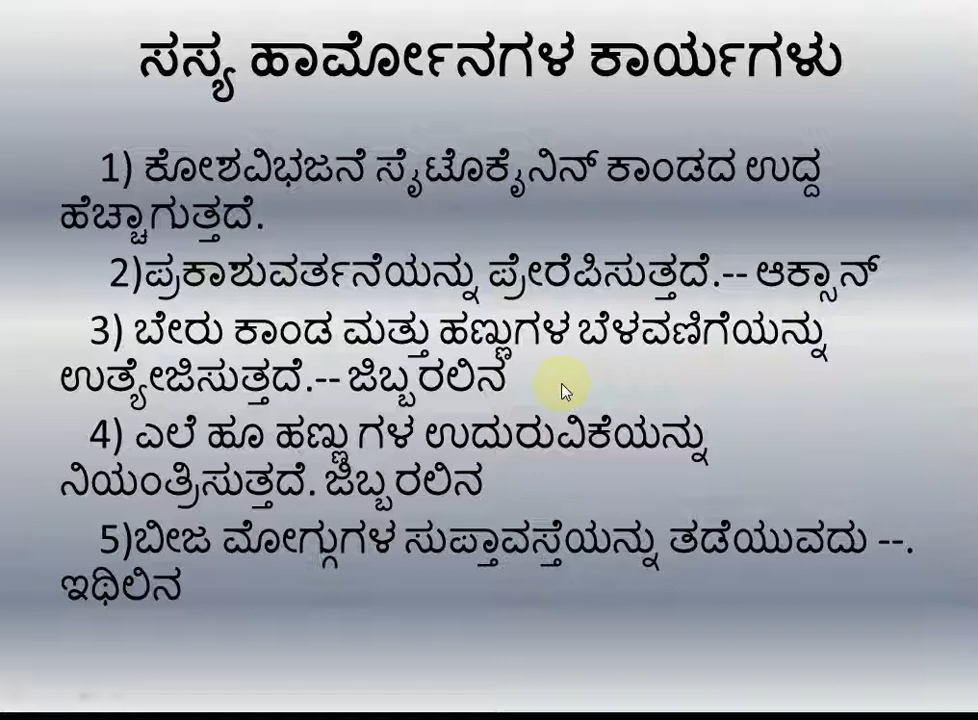 ಸಸ್ಯ ಹಾರ್ಮೋನಗಳ ಕಾರ್ಯಗಳು
1) ಕೋಶವಿಭಜನೆ ಸೈಟೊಕೈನಿನ್ ಕಾಂಡದ ಉದ್ದ
ಹೆಚ್ಚಾಗುತ್ತದೆ.
2)ಪ್ರಕಾಶುವರ್ತನೆಯನ್ನು ಪ್ರೇರೆಪಿಸುತ್ತದೆ.-- ಆಕ್ಸಾನ್
3) ಬೇರು ಕಾಂಡ ಮತ್ತು ಹಣ್ಣುಗಳ ಬೆಳವಣಿಗೆಯನ್ನು
ಉತ್ಯೇಜಿಸುತ್ತದೆ.-- ಜಿಬ್ಬರಲಿನ
4) ಎಲೆ ಹೂ ಹಣ್ಣು ಗಳ ಉದುರುವಿಕೆಯನ್ನು
ನಿಯಂತ್ರಿಸುತ್ತದೆ. ಜಿಬ್ಬರಲಿನ
5)ಬೀಜ ಮೋಗ್ಗುಗಳ ಸುಪ್ತಾವಸ್ತೆಯನ್ನು ತಡೆಯುವದು --.
ಇಥಿಲಿನ